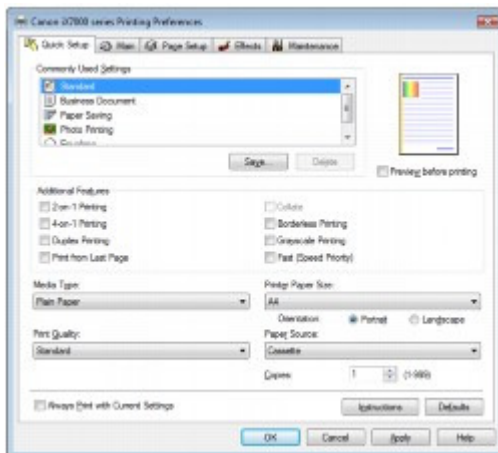 Canon iX7000 series Printing Preferences
Quick Setup Main Page Setup Effects Maintenance
Commonly Used Settings
Standard
Business Document
Paper Saving
Photo Printing
Envelope
Save... Delete
Preview before printing
Additional Features
2-on-1 Printing Collate
4-on-1 Printing Borderless Printing
Duplex Printing Grayscale Printing
Print from Last Page Fast (Speed Priority)
Media Type: Printer Paper Size:
Plain Paper A4
Orientation: Portrait Landscape
Print Quality: Paper Source:
Standard Cassette
Copies: 1 (1-999)
Always Print with Current Settings Instructions Defaults
OK Cancel Apply Help